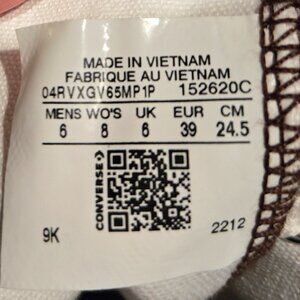 MADE IN VIETNAM
FABRIQUE AU VIETNAM
04RVXGV65MP1P 152620C
MENS WO'S UK EUR CM
6 8 6 39 24.5
CONVERSE
9K 2212